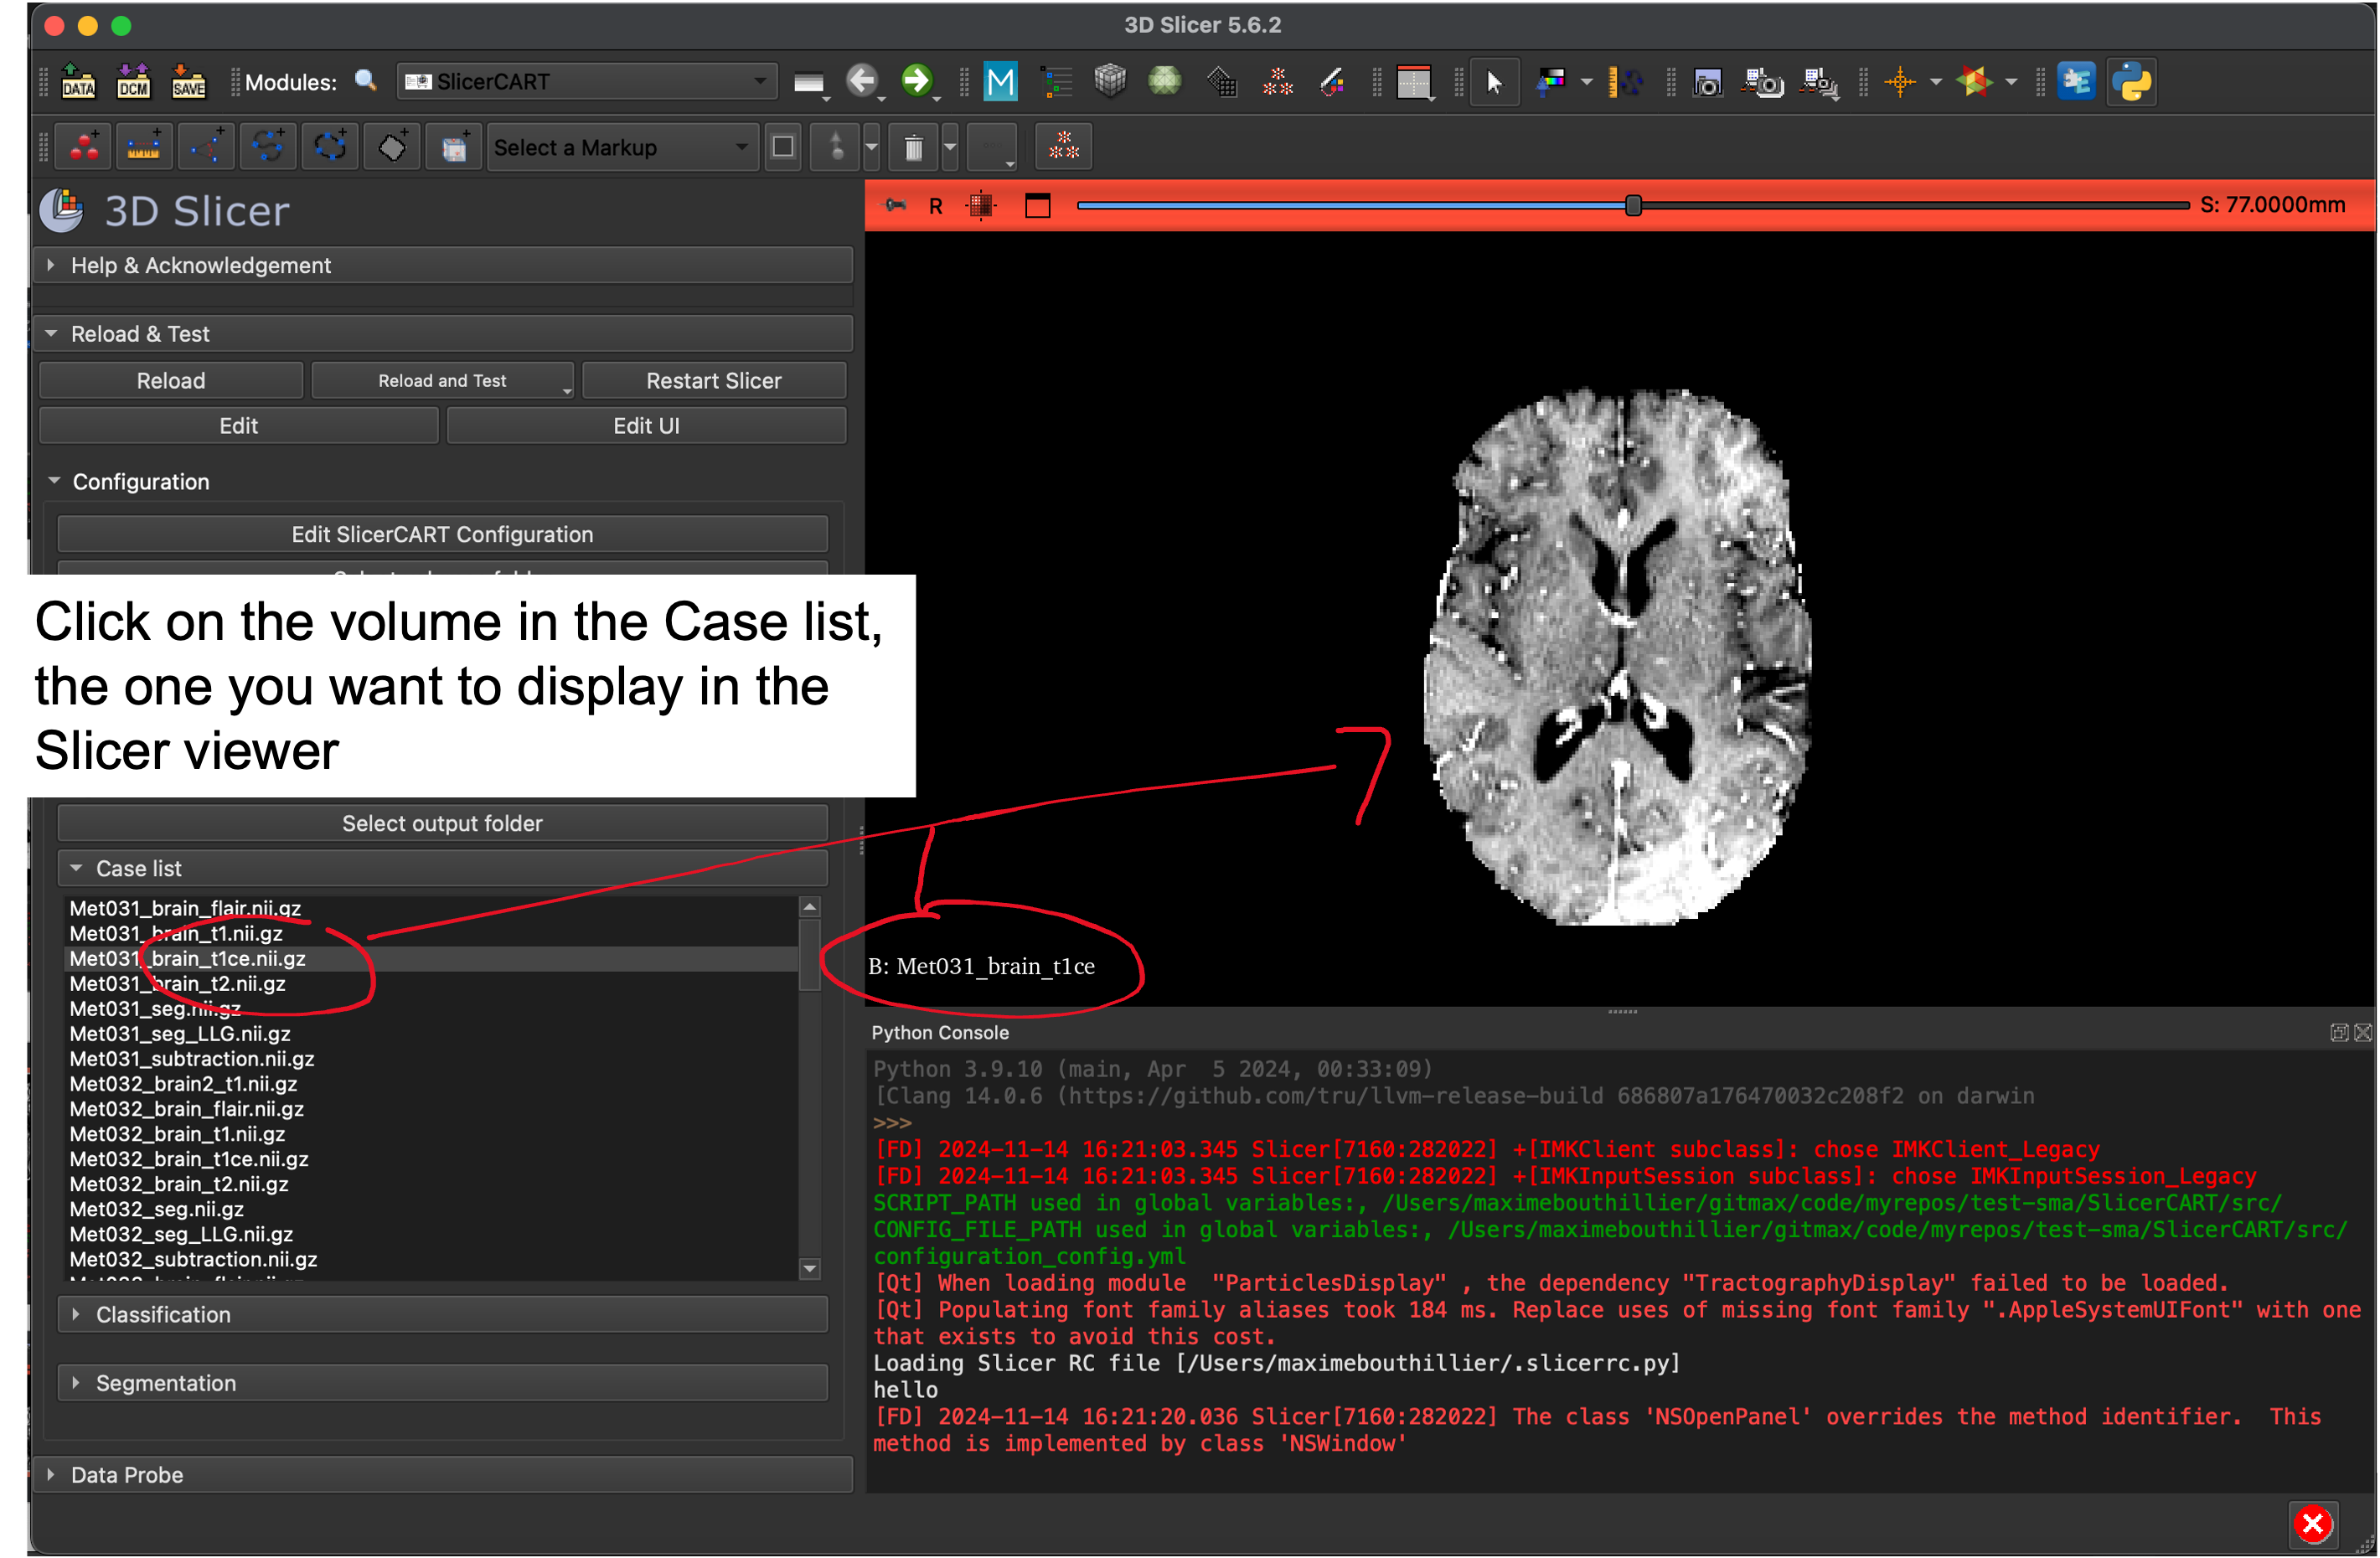 3D Slicer 5.6.2
DATA DCM SAVE Modules: SlicerCART M
Select a Markup
3D Slicer
R S: 77.0000mm
Help & Acknowledgement
Reload & Test
Reload Reload and Test Restart Slicer
Edit Edit UI
Configuration
Edit SlicerCART Configuration
Click on the volume in the Case list,
the one you want to display in the
Slicer viewer
Select output folder
Case list
Met031_brain_flair.nii.gz
Met031_brain_t1.nii.gz
Met031_brain_t1ce.nii.gz
Met031_brain_t2.nii.gz
Met031_seg.nii.gz
Met031_seg_LLG.nii.gz
Met031_subtraction.nii.gz
Met032_brain2_t1.nii.gz
Met032_brain_flair.nii.gz
Met032_brain_t1.nii.gz
Met032_brain_t1ce.nii.gz
Met032_brain_t2.nii.gz
Met032_seg.nii.gz
Met032_seg_LLG.nii.gz
Met032_subtraction.nii.gz
Classification
Segmentation
Data Probe
B: Met031_brain_t1ce
Python Console
Python 3.9.10 (main, Apr  5 2024, 00:33:09)
[Clang 14.0.6 (https://github.com/tru/llvm-release-build 686807a176470032c208f2 on darwin
>>>
[FD] 2024-11-14 16:21:03.345 Slicer[7160:282022] +[IMKClient subclass]: chose IMKClient_Legacy
[FD] 2024-11-14 16:21:03.345 Slicer[7160:282022] +[IMKInputSession subclass]: chose IMKInputSession_Legacy
SCRIPT_PATH used in global variables:, /Users/maximebouthillier/gitmax/code/myrepos/test-sma/SlicerCART/src/
CONFIG_FILE_PATH used in global variables:, /Users/maximebouthillier/gitmax/code/myrepos/test-sma/SlicerCART/src/
configuration_config.yml
[Qt] When loading module  "ParticlesDisplay" , the dependency "TractographyDisplay" failed to be loaded.
[Qt] Populating font family aliases took 184 ms. Replace uses of missing font family ".AppleSystemUIFont" with one
that exists to avoid this cost.
Loading Slicer RC file [/Users/maximebouthillier/.slicerrc.py]
hello
[FD] 2024-11-14 16:21:20.036 Slicer[7160:282022] The class 'NSOpenPanel' overrides the method identifier.  This
method is implemented by class 'NSWindow'